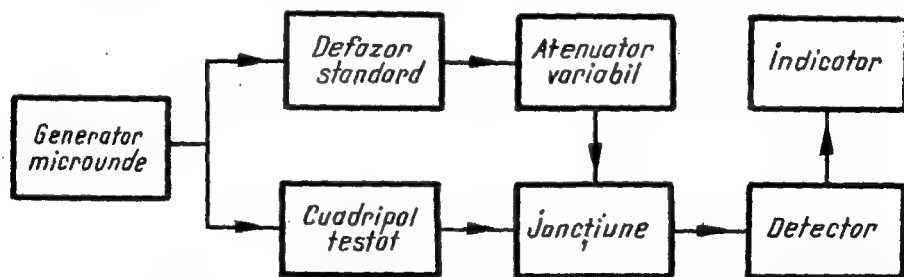 Defazor
standard
Atenuator
variabil
Indicator
Generator
microunde
Cuadripol
testat
Joncțiune
Detector